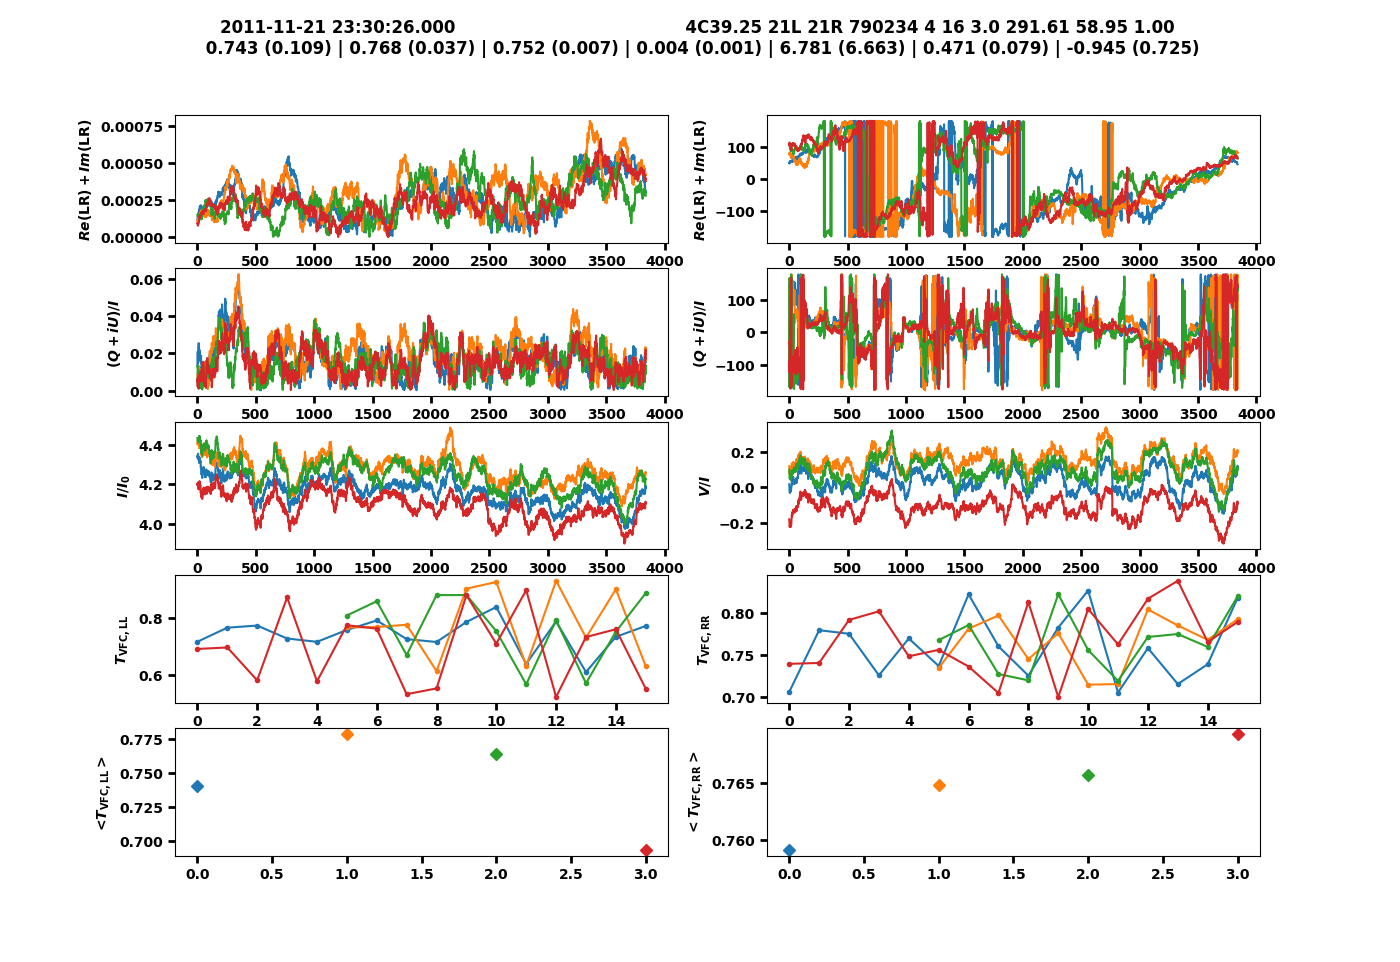 2011-11-21 23:30:26.000 4C39.25 21L 21R 790234 4 16 3.0 291.61 58.95 1.00
0.743 (0.109) | 0.768 (0.037) | 0.752 (0.007) | 0.004 (0.001) | 6.781 (6.663) | 0.471 (0.079) | -0.945 (0.725)
Re(LR) + Im(LR)
0.00075
0.00050
0.00025
0.00000
0 500 1000 1500 2000 2500 3000 3500 4000
Re(LR) + Im(LR)
100
0
−100
0 500 1000 1500 2000 2500 3000 3500 4000
(Q + iU)/I
0.06
0.04
0.02
0.00
0 500 1000 1500 2000 2500 3000 3500 4000
(Q + iU)/I
100
0
−100
0 500 1000 1500 2000 2500 3000 3500 4000
I/I0
4.4
4.2
4.0
0 500 1000 1500 2000 2500 3000 3500 4000
V/I
0.2
0.0
−0.2
0 500 1000 1500 2000 2500 3000 3500 4000
TVFC,LL
0.8
0.6
0 2 4 6 8 10 12 14
TVFC,RR
0.80
0.75
0.70
0 2 4 6 8 10 12 14
<TVFC,LL>
0.775
0.750
0.725
0.700
0.0 0.5 1.0 1.5 2.0 2.5 3.0
<TVFC,RR>
0.765
0.760
0.0 0.5 1.0 1.5 2.0 2.5 3.0